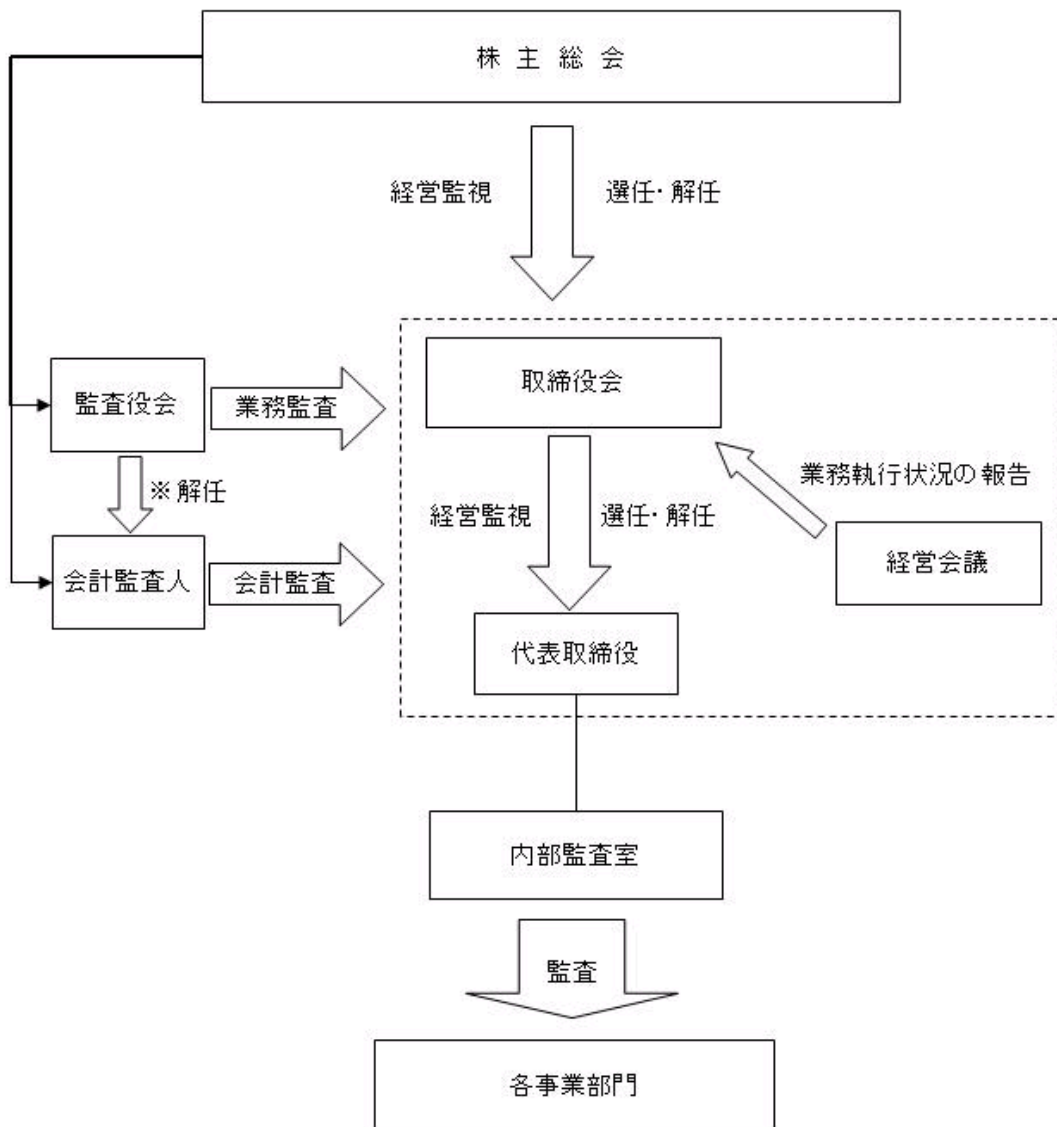 株主総会
経営監視
選任・解任
監査役会
業務監査
取締役会
※解任
経営監視
選任・解任
業務執行状況の報告
経営会議
会計監査人
会計監査
代表取締役
内部監査室
監査
各事業部門